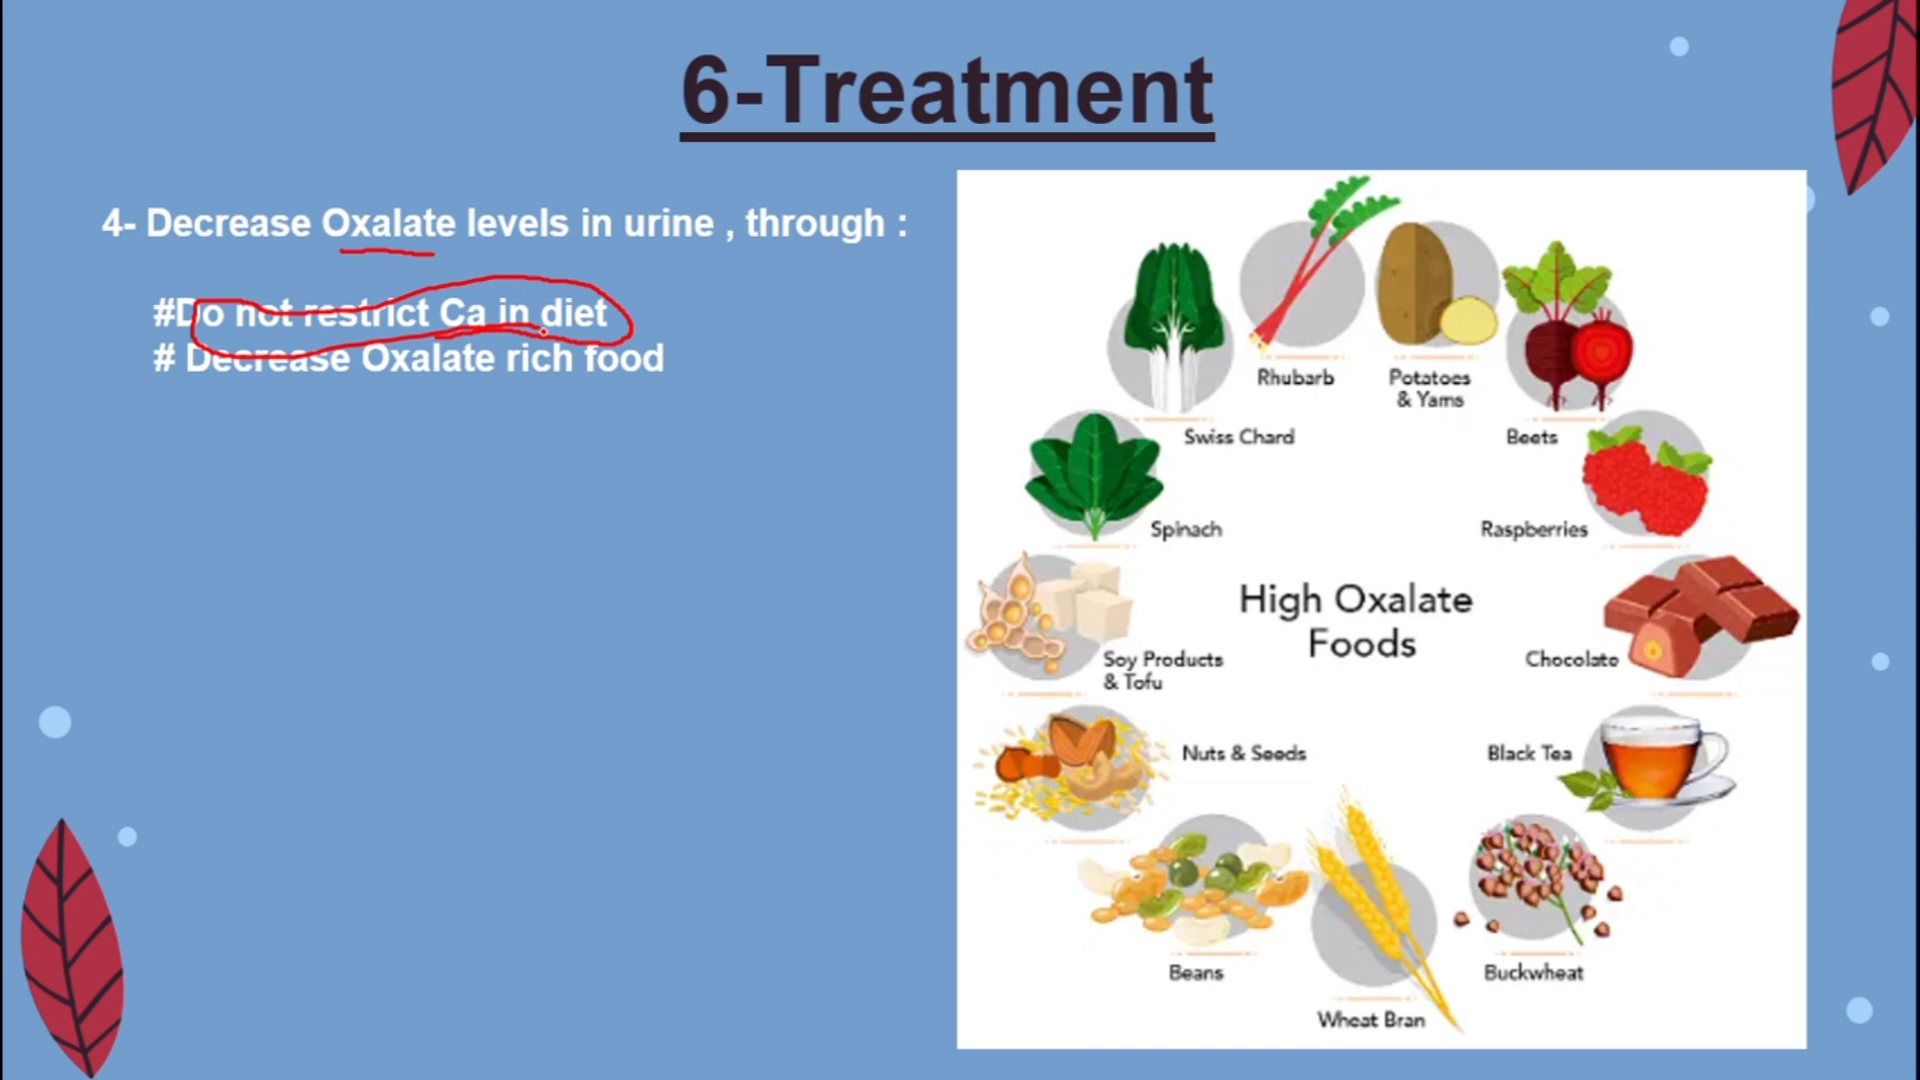 6-Treatment
4- Decrease Oxalate levels in urine , through :
#Do not restrict Ca in diet
# Decrease Oxalate rich food
Rhubarb
Potatoes
& Yams
Swiss Chard
Beets
Spinach
Raspberries
High Oxalate
Foods
Soy Products
& Tofu
Chocolate
Nuts & Seeds
Black Tea
Beans
Buckwheat
Wheat Bran